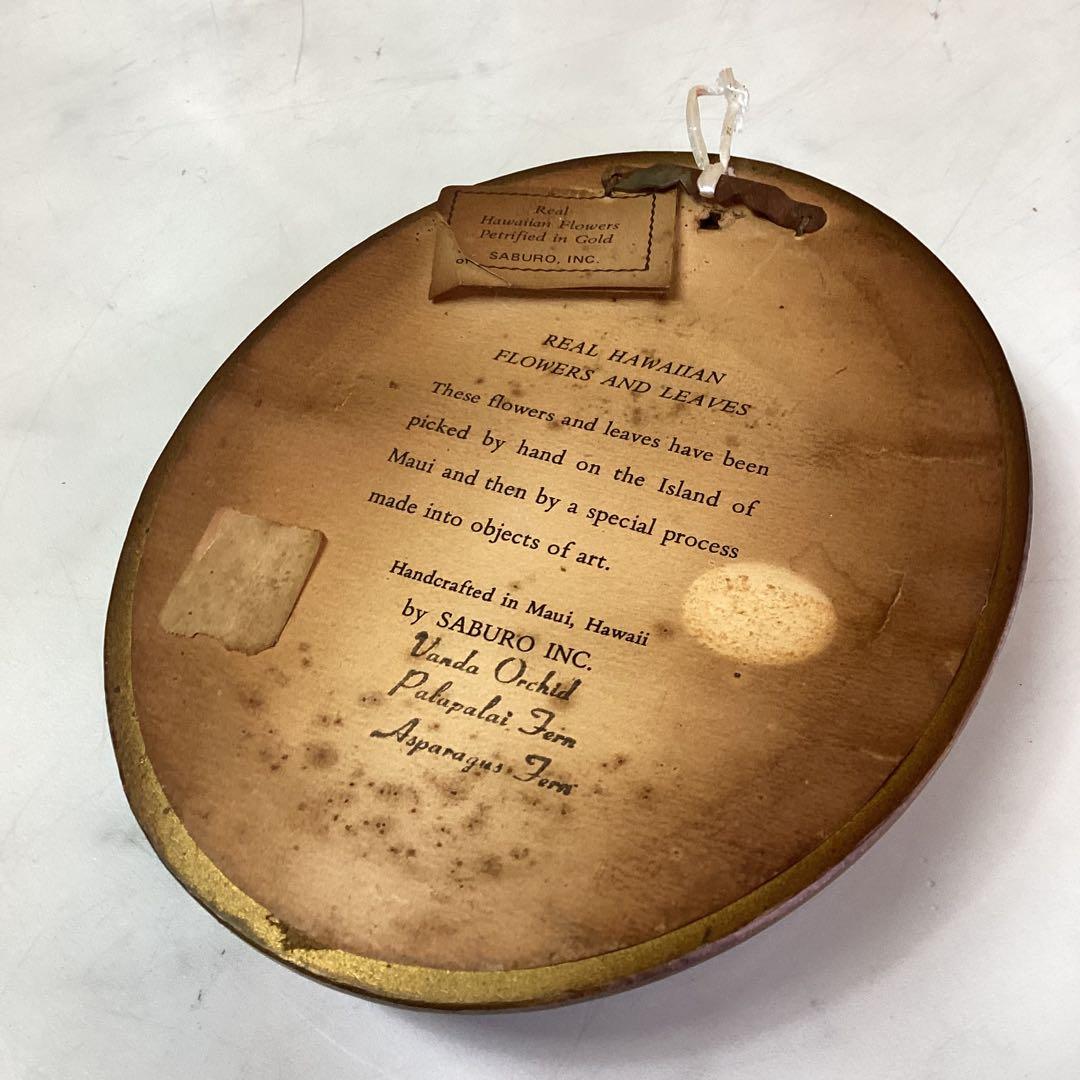 Real
Hawaiian Flowers
Petrified in Gold
SABURO, INC.
REAL HAWAIIAN
FLOWERS AND LEAVES
These flowers and leaves have been
picked by hand on the Island of
Maui and then by a special process
made into objects of art.
Handcrafted in Maui, Hawaii
by SABURO INC.
Vanda Orchid
Palapalai Fern
Asparagus Fern